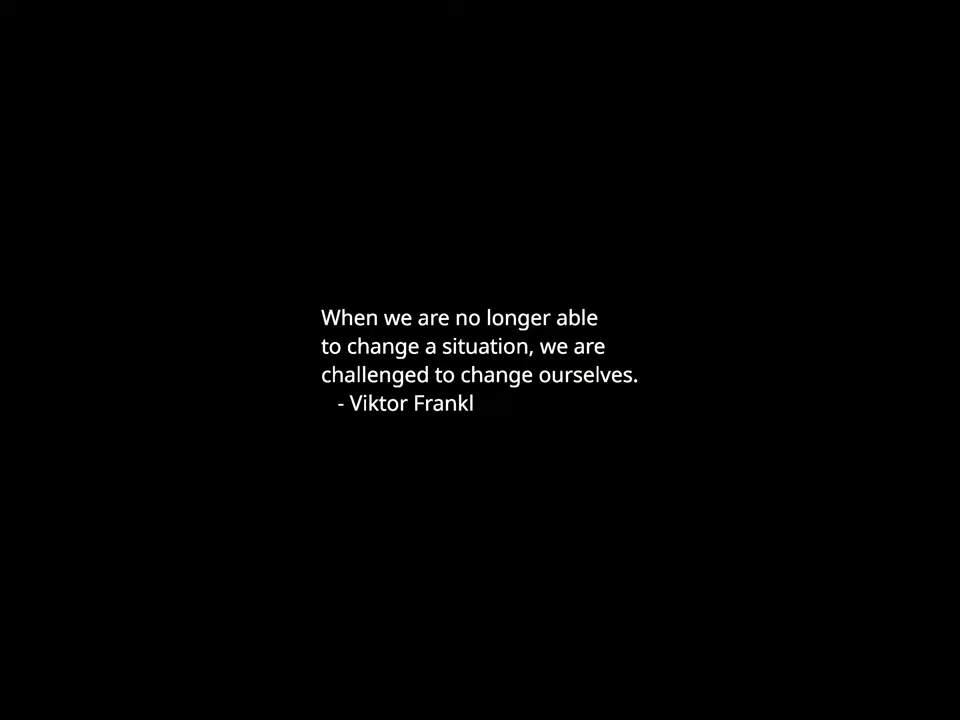 When we are no longer able
to change a situation, we are
challenged to change ourselves.
- Viktor Frankl